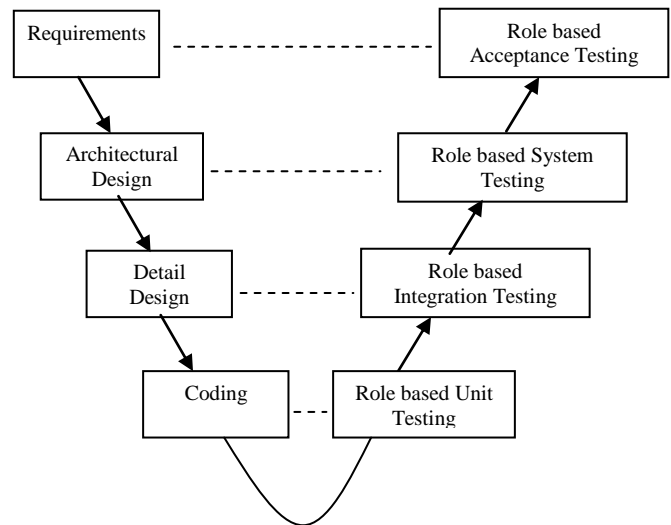 Requirements
Role based
Acceptance Testing
Architectural
Design
Role based System
Testing
Detail
Design
Role based
Integration Testing
Coding
Role based Unit
Testing